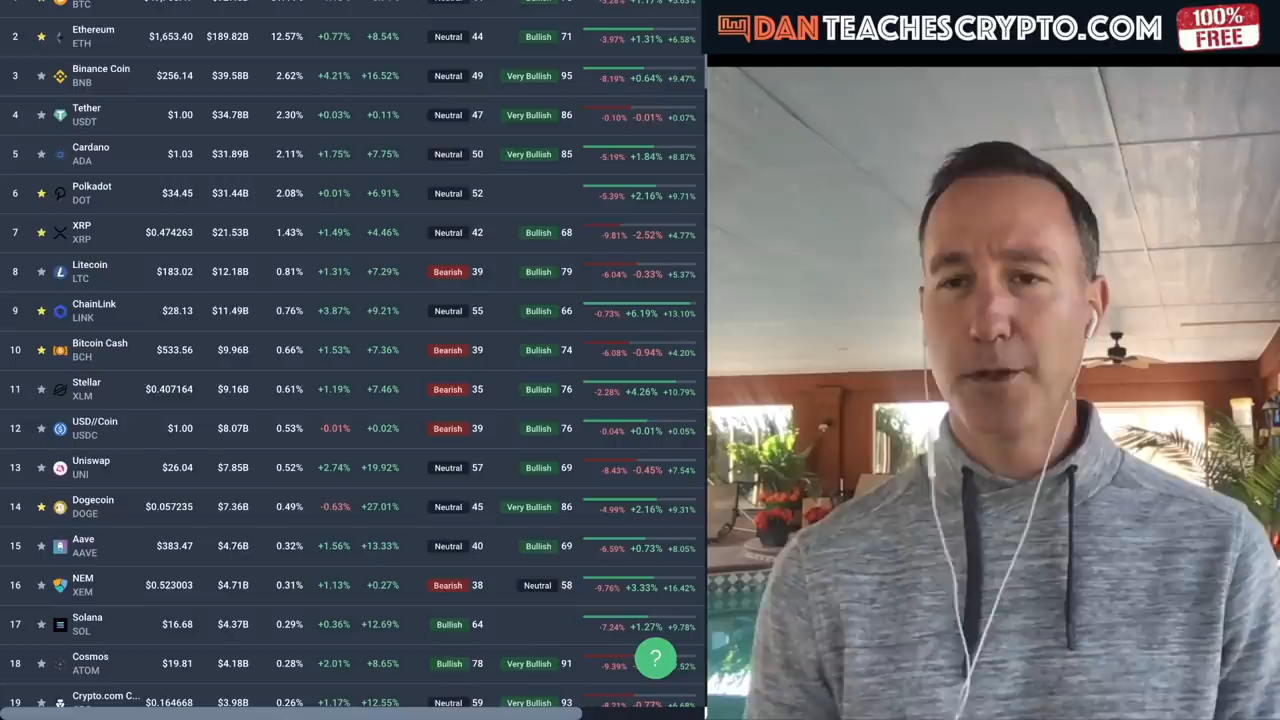 BTC
DANTEACHESCRYPTO.COM
100%
FREE
2 Ethereum $1,653.40 $189.82B 2.57% +0.77% +8.54% Neutral 44 Bullish 71
ETH -3.97% +1.31% +6.58%
3 Binance Coin $256.14 $39.58B 2.62% +4.21% +16.52% Neutral 49 Very Bullish 95
BNB -8.19% +0.64% +9.47%
4 Tether $1.00 $34.78B 2.30% +0.03% +0.11% Neutral 47 Very Bullish 86
USDT -0.10% -0.01% +0.07%
5 Cardano $1.03 $31.89B 2.11% +1.75% +7.75% Neutral 50 Very Bullish 85
ADA -5.19% +1.84% +8.87%
6 Polkadot $34.45 $31.44B 2.08% +0.01% +6.91% Neutral 52
DOT -5.39% +2.16% +9.71%
7 XRP $0.474263 $21.53B 1.43% +1.49% +4.46% Neutral 42 Bullish 68
XRP -9.81% -2.52% +4.77%
8 Litecoin $183.02 $12.18B 0.81% +1.31% +7.29% Bearish 39 Bullish 79
LTC -6.04% -0.33% +5.37%
9 ChainLink $28.13 $11.49B 0.76% +3.87% +9.21% Neutral 55 Bullish 66
LINK -0.73% +6.19% +13.10%
10 Bitcoin Cash $533.56 $9.96B 0.66% +1.53% +7.36% Bearish 39 Bullish 74
BCH -6.08% -0.94% +4.20%
11 Stellar $0.407164 $9.16B 0.61% +1.19% +7.46% Bearish 35 Bullish 76
XLM -2.28% +4.26% +10.79%
12 USD//Coin $1.00 $8.07B 0.53% -0.01% +0.02% Bearish 39 Bullish 76
USDC -0.04% +0.01% +0.05%
13 Uniswap $26.04 $7.85B 0.52% +2.74% +19.92% Neutral 57 Bullish 69
UNI -8.43% -0.45% +7.54%
14 Dogecoin $0.057235 $7.36B 0.49% -0.63% +27.01% Neutral 45 Very Bullish 86
DOGE -4.99% +2.16% +9.31%
15 Aave $383.47 $4.76B 0.32% +1.56% +13.33% Neutral 40 Bullish 69
AAVE -6.59% +0.73% +8.05%
16 NEM $0.523003 $4.71B 0.31% +1.13% +0.27% Bearish 38 Neutral 58
XEM -9.76% +3.33% +16.42%
17 Solana $16.68 $4.37B 0.29% +0.36% +12.69% Bullish 64
SOL -7.24% +1.27% +9.78%
18 Cosmos $19.81 $4.18B 0.28% +2.01% +8.65% Bullish 78 Very Bullish 91
ATOM -9.39%
?
Crypto.com C... $0.164668 $3.98B 0.26% +1.17% +12.55% Neutral 59 Very Bullish 93